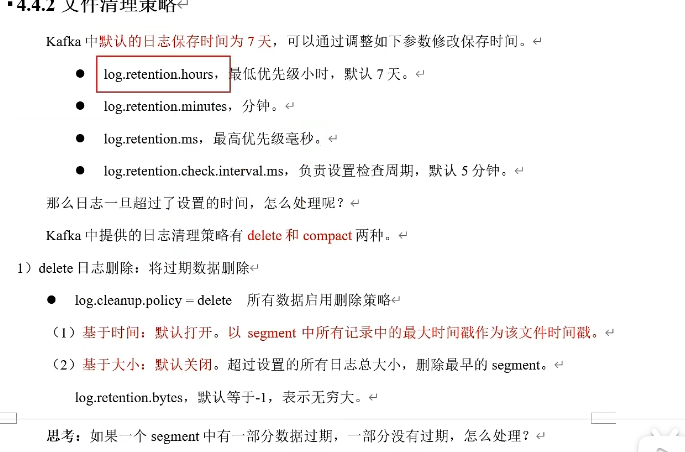 4.4.2 文件清理策略
Kafka 中默认的日志保存时间为 7 天，可以通过调整如下参数修改保存时间。
● log.retention.hours，最低优先级小时，默认 7 天。
● log.retention.minutes，分钟。
● log.retention.ms，最高优先级毫秒。
● log.retention.check.interval.ms，负责设置检查周期，默认 5 分钟。
那么日志一旦超过了设置的时间，怎么处理呢？
Kafka 中提供的日志清理策略有 delete 和 compact 两种。
1）delete 日志删除：将过期数据删除
● log.cleanup.policy = delete 所有数据启用删除策略
（1）基于时间：默认打开。以 segment 中所有记录中的最大时间戳作为该文件时间戳。
（2）基于大小：默认关闭。超过设置的所有日志总大小，删除最早的 segment。
log.retention.bytes，默认等于-1，表示无穷大。
思考：如果一个 segment 中有一部分数据过期，一部分没有过期，怎么处理？